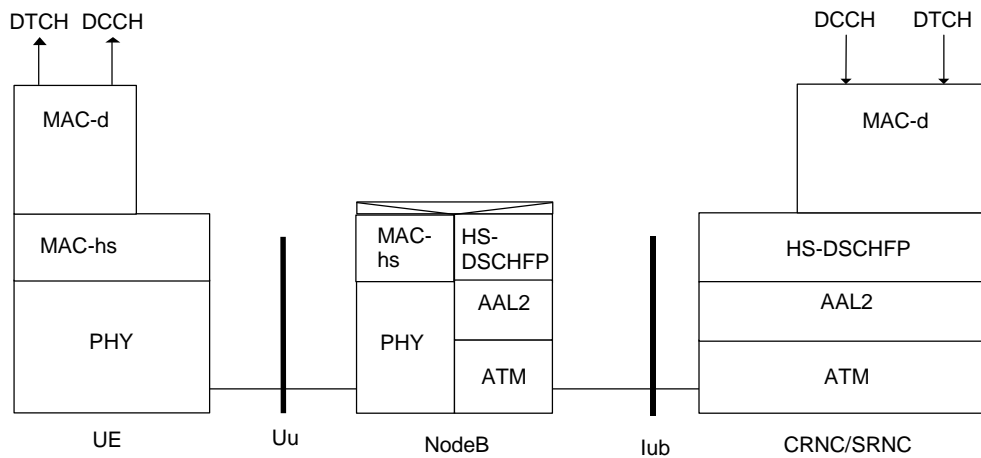 DTCH DCCH
DCCH DTCH
MAC-d
MAC-d
MAC-hs
MAC-
hs
HS-
DSCHFP
HS-DSCHFP
PHY
PHY
AAL2
AAL2
ATM
ATM
UE
Uu
NodeB
Iub
CRNC/SRNC